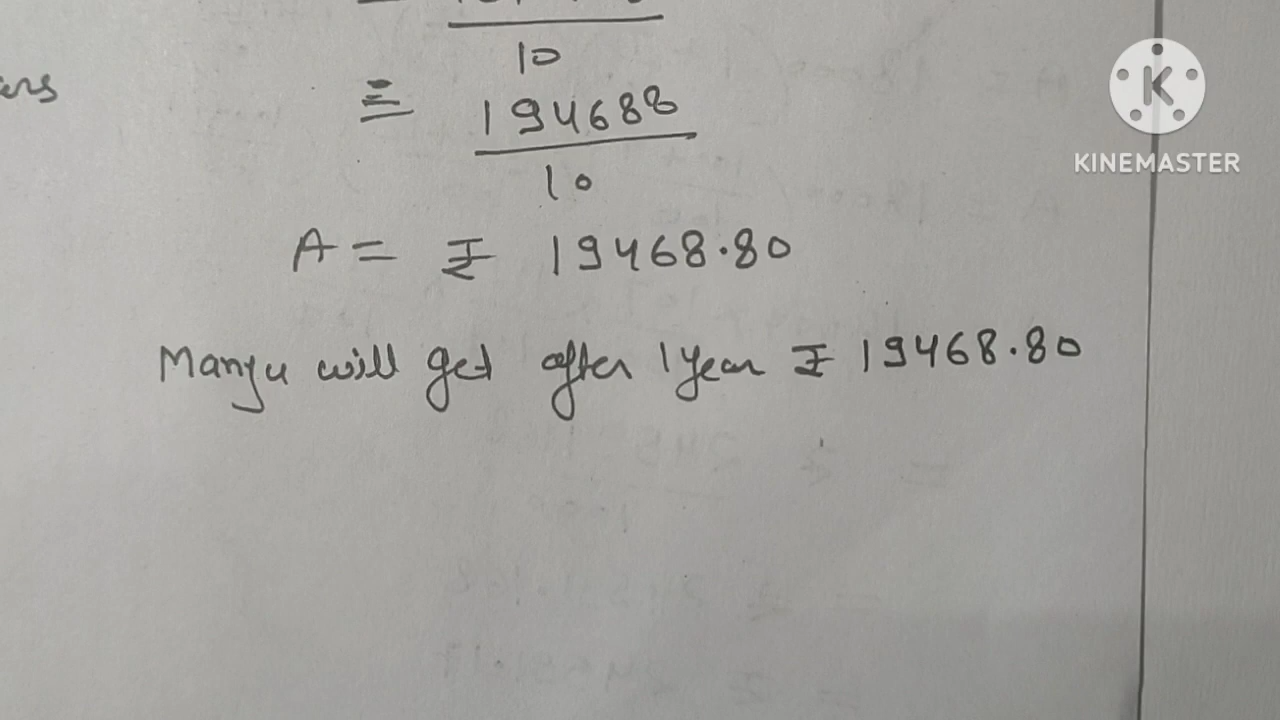 10
= 194688
10
A = ₹ 19468.80
Manju will get after 1 year ₹ 19468.80
KINEMASTER